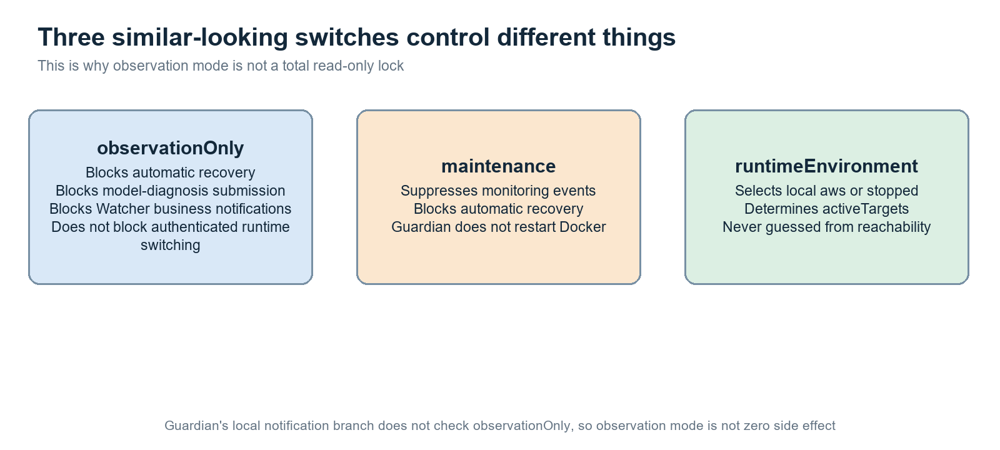 Three similar-looking switches control different things
This is why observation mode is not a total read-only lock
observationOnly
Blocks automatic recovery
Blocks model-diagnosis submission
Blocks Watcher business notifications
Does not block authenticated runtime
switching
maintenance
Suppresses monitoring events
Blocks automatic recovery
Guardian does not restart Docker
runtimeEnvironment
Selects local aws or stopped
Determines activeTargets
Never guessed from reachability
Guardian's local notification branch does not check observationOnly, so observation mode is not zero side effect